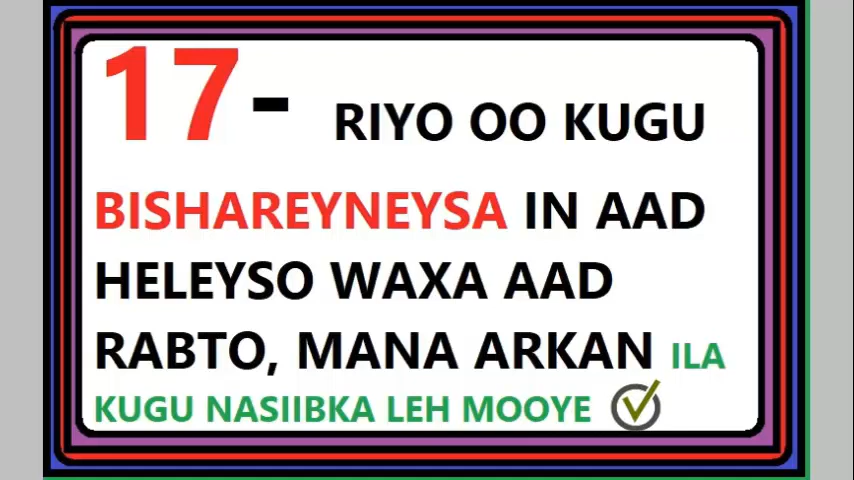 17- RIYO OO KUGU
BISHAREYNEYSA IN AAD
HELEYSO WAXA AAD
RABTO, MANA ARKAN ILA
KUGU NASIIBKA LEH MOOYE